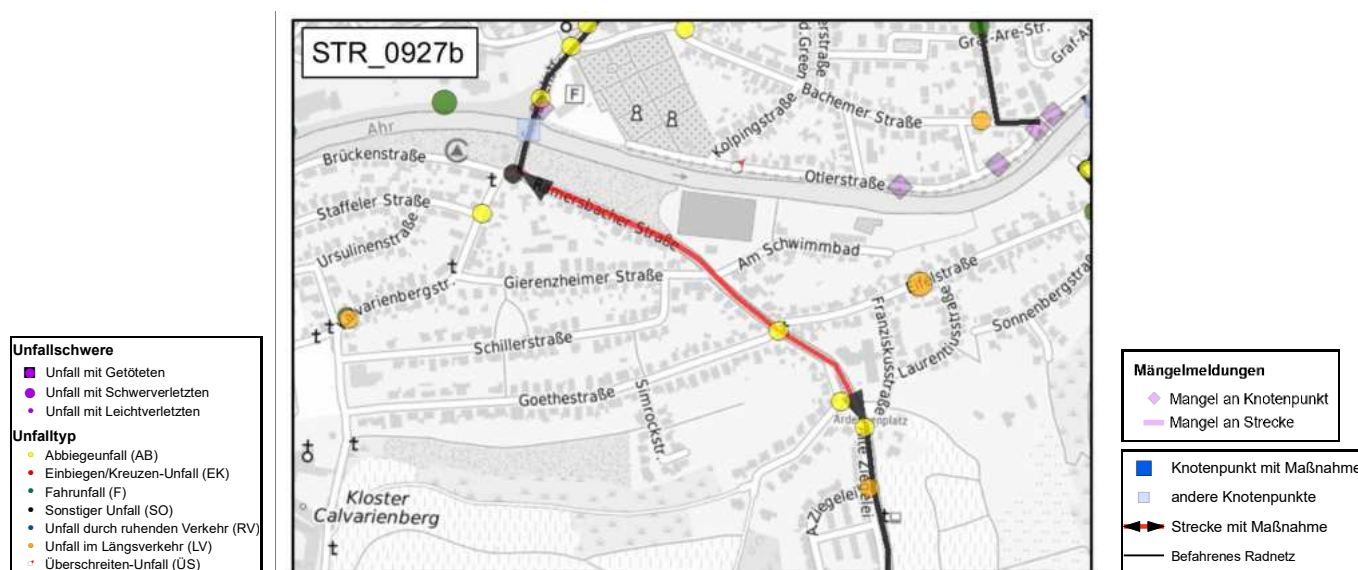 STR_0927b
Graf-Are-Str.
Bachemer Straße
Kolpingstraße
F
Ahr
Brückenstraße
Otlerstraße
Staffeler Straße
Ursulinenstraße
Am Schwimmbad
Gierenzheimer Straße
Schillerstraße
Franziskusstraße
Sonnenbergstraße
Goethestraße
Simrockstr.
A.Ziegelei
Kloster
Calvarienberg
Unfallschwere
Unfall mit Getöteten
Unfall mit Schwerverletzten
Unfall mit Leichtverletzten
Unfalltyp
Abbiegeunfall (AB)
Einbiegen/Kreuzen-Unfall (EK)
Fahrunfall (F)
Sonstiger Unfall (SO)
Unfall durch ruhenden Verkehr (RV)
Unfall im Längsverkehr (LV)
Überschreiten-Unfall (ÜS)
Mängelmeldungen
Mangel an Knotenpunkt
Mangel an Strecke
Knotenpunkt mit Maßnahme
andere Knotenpunkte
Strecke mit Maßnahme
Befahrenes Radnetz